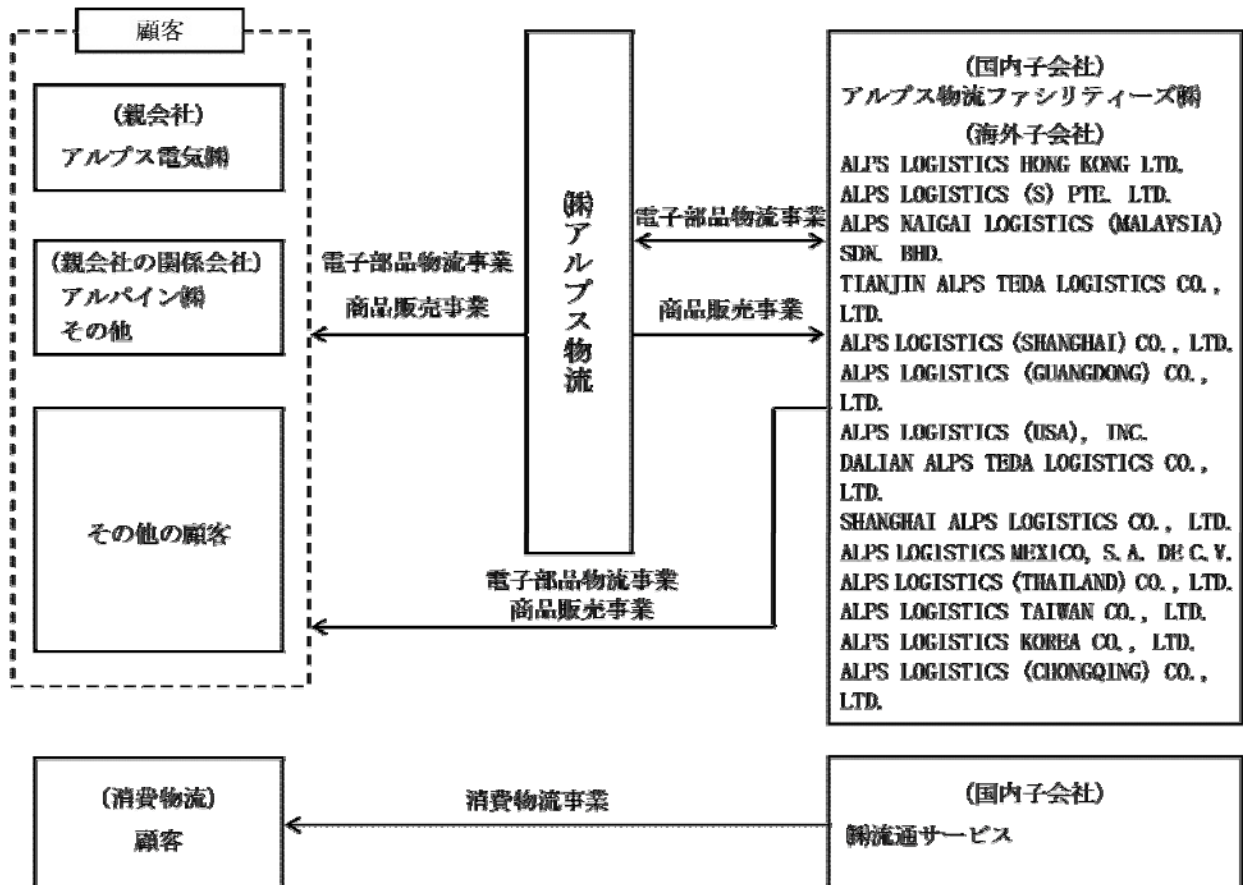 顧客
(親会社)
アルプス電気㈱
(親会社の関係会社)
アルパイン㈱
その他
その他の顧客
電子部品物流事業
商品販売事業
㈱アルプス物流
電子部品物流事業
商品販売事業
電子部品物流事業
商品販売事業
(国内子会社)
アルプス物流ファシリティーズ㈱
(海外子会社)
ALPS LOGISTICS HONG KONG LTD.
ALPS LOGISTICS (S) PTE. LTD.
ALPS NAIGAI LOGISTICS (MALAYSIA)
SDN. BHD.
TIANJIN ALPS TEDA LOGISTICS CO.,
LTD.
ALPS LOGISTICS (SHANGHAI) CO., LTD.
ALPS LOGISTICS (GUANGDONG) CO.,
LTD.
ALPS LOGISTICS (USA), INC.
DALIAN ALPS TEDA LOGISTICS CO.,
LTD.
SHANGHAI ALPS LOGISTICS CO., LTD.
ALPS LOGISTICS MEXICO, S.A. DE C.V.
ALPS LOGISTICS (THAILAND) CO., LTD.
ALPS LOGISTICS TAIWAN CO., LTD.
ALPS LOGISTICS KOREA CO., LTD.
ALPS LOGISTICS (CHONGQING) CO.,
LTD.
(消費物流)
顧客
消費物流事業
(国内子会社)
㈱流通サービス